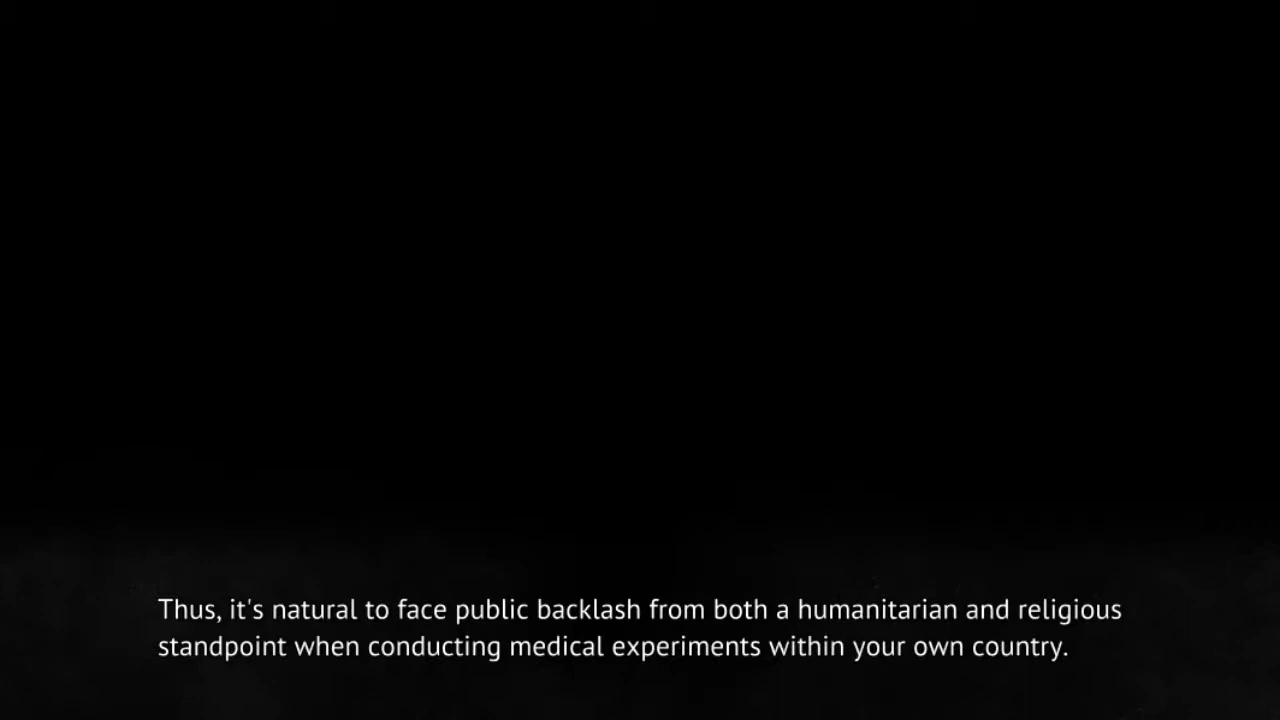 Thus, it's natural to face public backlash from both a humanitarian and religious
standpoint when conducting medical experiments within your own country.